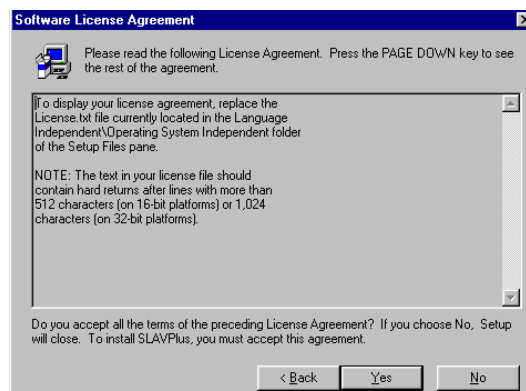 Software License Agreement
Please read the following License Agreement. Press the PAGE DOWN key to see
the rest of the agreement.
To display your license agreement, replace the
License.txt file currently located in the Language
Independent\Operating System Independent folder
of the Setup Files pane.
NOTE: The text in your license file should
contain hard returns after lines with more than
512 characters (on 16-bit platforms) or 1,024
characters (on 32-bit platforms).
Do you accept all the terms of the preceding License Agreement? If you choose No, Setup
will close. To install SLAVPlus, you must accept this agreement.
< Back Yes No